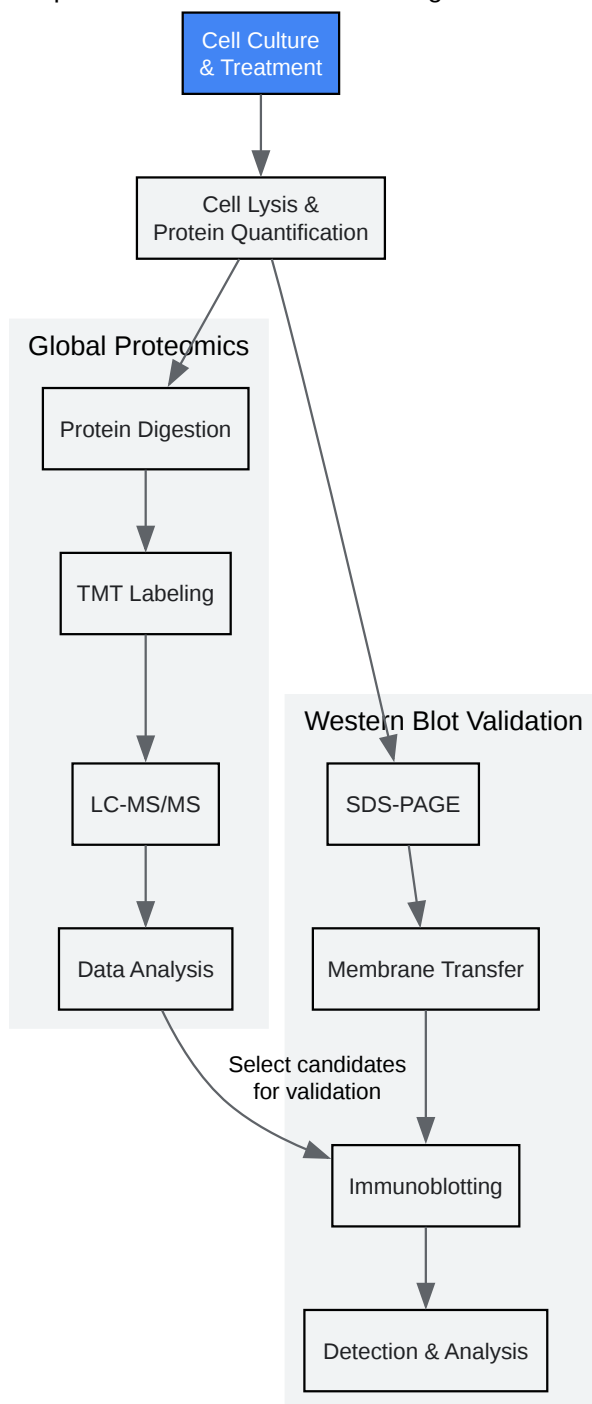 Cell Culture
& Treatment
Cell Lysis &
Protein Quantification
Global Proteomics
Protein Digestion
TMT Labeling
LC-MS/MS
Data Analysis
Select candidates
for validation
Western Blot Validation
SDS-PAGE
Membrane Transfer
Immunoblotting
Detection & Analysis